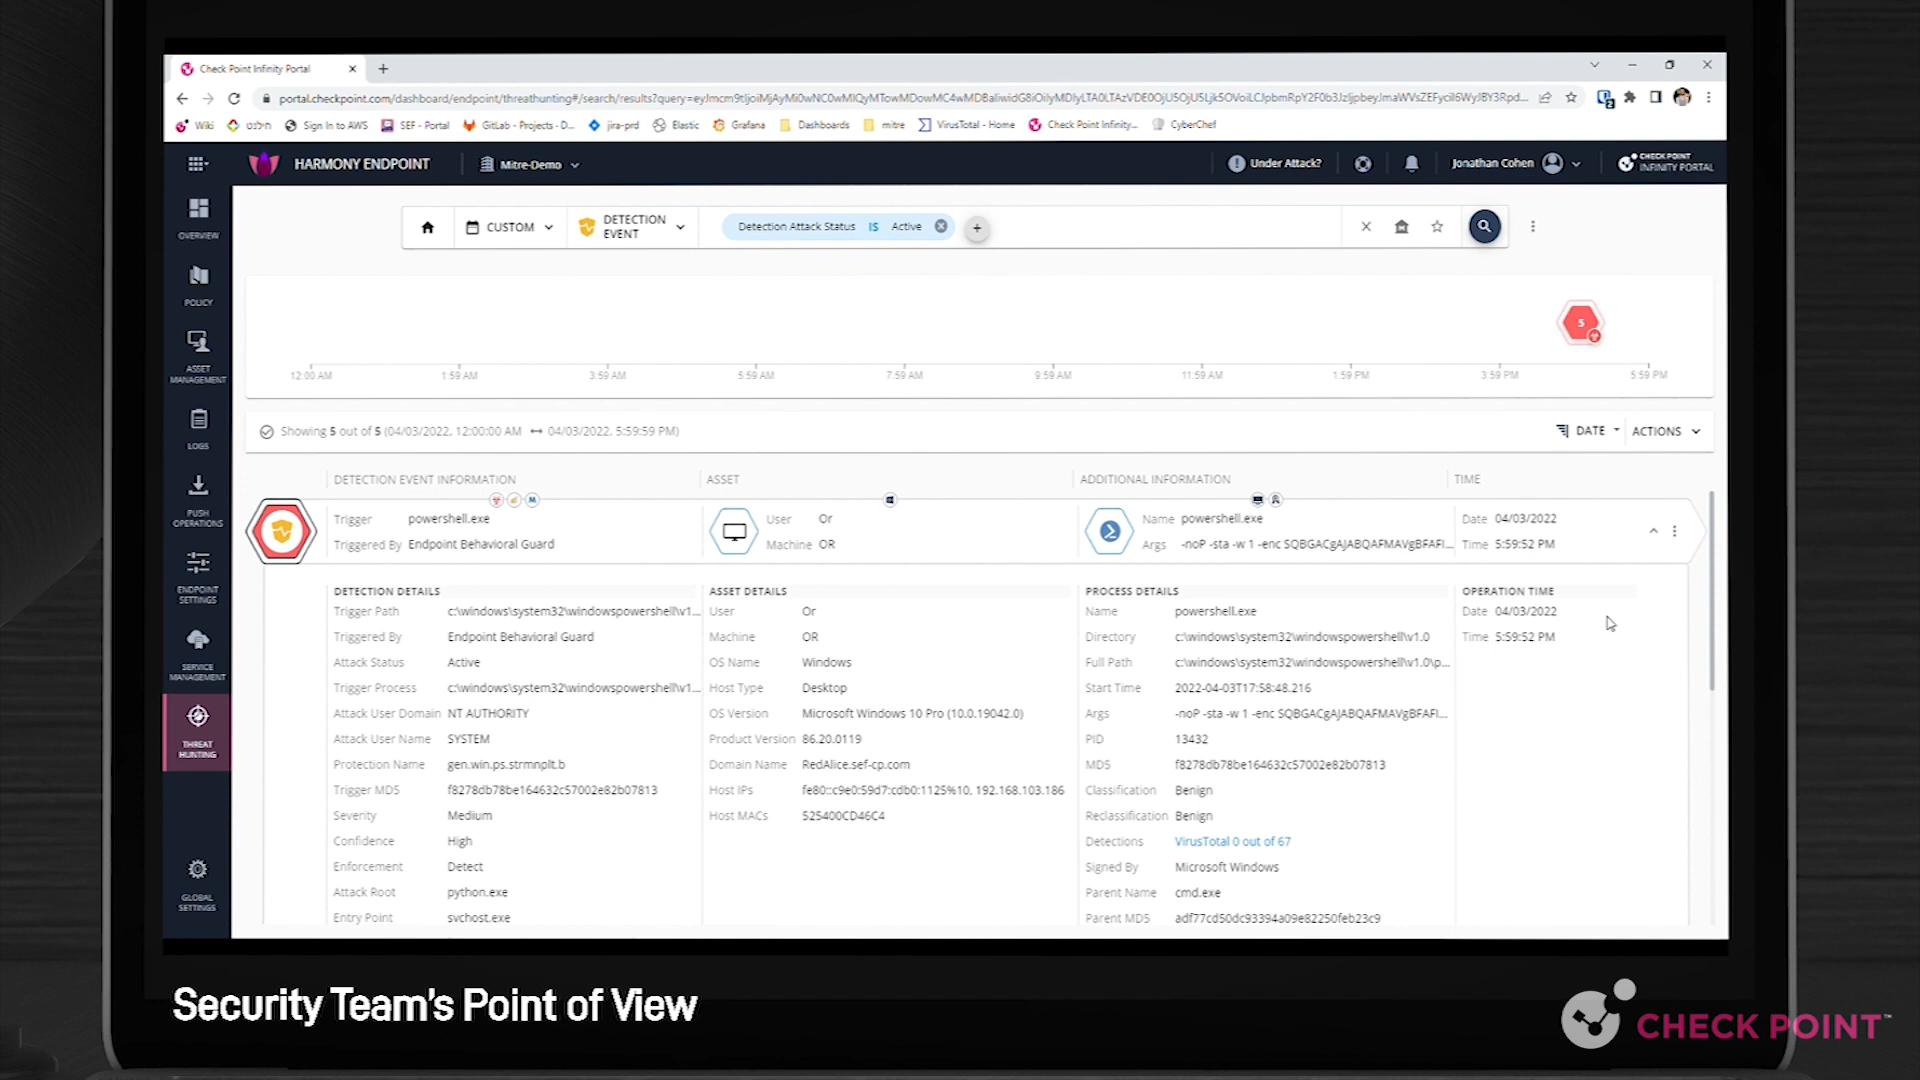 Check Point Infinity Portal
Wiki
חילנט
Sign In to AWS
SEF - Portal
GitLab - Projects - D...
jira-prd
Elastic
Grafana
Dashboards
mitre
VirusTotal - Home
Check Point Infinity...
CyberChef
HARMONY ENDPOINT
Mitre-Demo
Under Attack?
Jonathan Cohen
CHECK POINT
INFINITY PORTAL
OVERVIEW
POLICY
ASSET
MANAGEMENT
LOGS
PUSH
OPERATIONS
ENDPOINT
SETTINGS
SERVICE
MANAGEMENT
THREAT
HUNTING
GLOBAL
SETTINGS
CUSTOM
DETECTION
EVENT
Detection Attack Status IS Active
5
12:00 AM 1:59 AM 3:59 AM 5:59 AM 7:59 AM 9:59 AM 11:59 AM 1:59 PM 3:59 PM 5:59 PM
Showing 5 out of 5 (04/03/2022, 12:00:00 AM ↔ 04/03/2022, 5:59:59 PM)
DATE
ACTIONS
DETECTION EVENT INFORMATION
ASSET
ADDITIONAL INFORMATION
TIME
Trigger powershell.exe
Triggered By Endpoint Behavioral Guard
User Or
Machine OR
Name powershell.exe
Args -noP -sta -w 1 -enc SQBGACgAJABQAFMAVgBFAFI...
Date 04/03/2022
Time 5:59:52 PM
DETECTION DETAILS
Trigger Path c:\windows\system32\windowspowershell\v1...
Triggered By Endpoint Behavioral Guard
Attack Status Active
Trigger Process c:\windows\system32\windowspowershell\v1...
Attack User Domain NT AUTHORITY
Attack User Name SYSTEM
Protection Name gen.win.ps.strmnplt.b
Trigger MD5 f8278db78be164632c57002e82b07813
Severity Medium
Confidence High
Enforcement Detect
Attack Root python.exe
Entry Point svchost.exe
ASSET DETAILS
User Or
Machine OR
OS Name Windows
Host Type Desktop
OS Version Microsoft Windows 10 Pro (10.0.19042.0)
Product Version 86.20.0119
Domain Name RedAlice.sef-cp.com
Host IPs fe80::c9e0:59d7:cdb0:1125%10, 192.168.103.186
Host MACs 525400CD46C4
PROCESS DETAILS
Name powershell.exe
Directory c:\windows\system32\windowspowershell\v1.0
Full Path c:\windows\system32\windowspowershell\v1.0\p...
Start Time 2022-04-03T17:58:48.216
Args -noP -sta -w 1 -enc SQBGACgAJABQAFMAVgBFAFI...
PID 13432
MD5 f8278db78be164632c57002e82b07813
Classification Benign
Reclassification Benign
Detections VirusTotal 0 out of 67
Signed By Microsoft Windows
Parent Name cmd.exe
Parent MD5 adf77cd50dc93394a09e82250feb23c9
OPERATION TIME
Date 04/03/2022
Time 5:59:52 PM
Security Team's Point of View
CHECK POINT™